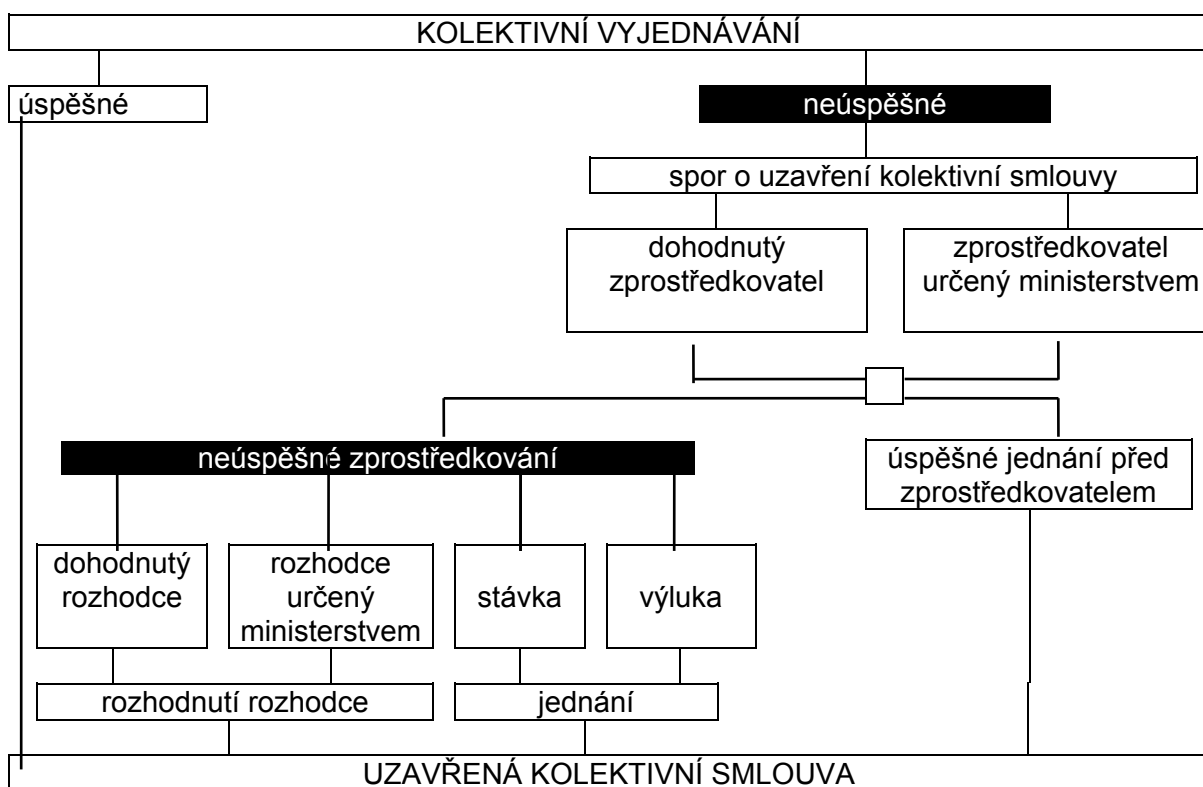 KOLEKTIVNÍ VYJEDNÁVÁNÍ
úspěšné
neúspěšné
spor o uzavření kolektivní smlouvy
dohodnutý
zprostředkovatel
zprostředkovatel
určený ministerstvem
neúspěšné zprostředkování
úspěšné jednání před
zprostředkovatelem
dohodnutý
rozhodce
rozhodce
určený
ministerstvem
stávka
výluka
rozhodnutí rozhodce
jednání
UZAVŘENÁ KOLEKTIVNÍ SMLOUVA